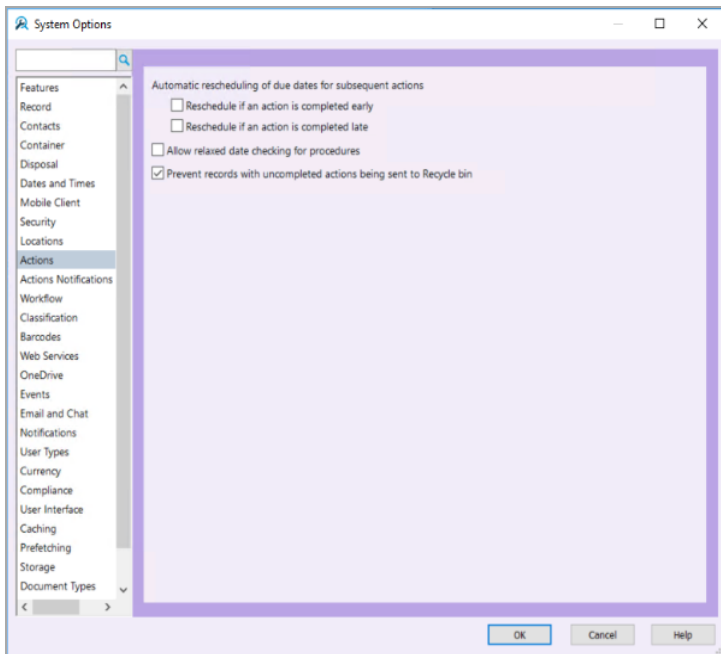 System Options
Features
Record
Contacts
Container
Disposal
Dates and Times
Mobile Client
Security
Locations
Actions
Actions Notifications
Workflow
Classification
Barcodes
Web Services
OneDrive
Events
Email and Chat
Notifications
User Types
Currency
Compliance
User Interface
Caching
Prefetching
Storage
Document Types
Automatic rescheduling of due dates for subsequent actions
Reschedule if an action is completed early
Reschedule if an action is completed late
Allow relaxed date checking for procedures
Prevent records with uncompleted actions being sent to Recycle bin
OK Cancel Help